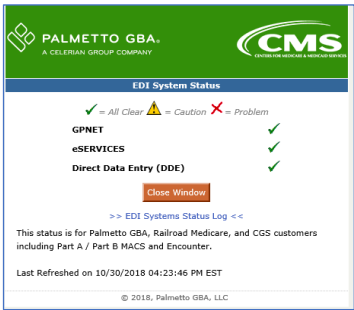 PALMETTO GBA®
A CELERIAN GROUP COMPANY
CMS
CENTERS FOR MEDICARE & MEDICAID SERVICES
EDI System Status
✓ = All Clear ⚠ = Caution ✗ = Problem
GPNET ✓
eSERVICES ✓
Direct Data Entry (DDE) ✓
Close Window
>> EDI Systems Status Log <<
This status is for Palmetto GBA, Railroad Medicare, and CGS customers
including Part A / Part B MACS and Encounter.
Last Refreshed on 10/30/2018 04:23:46 PM EST
© 2018, Palmetto GBA, LLC